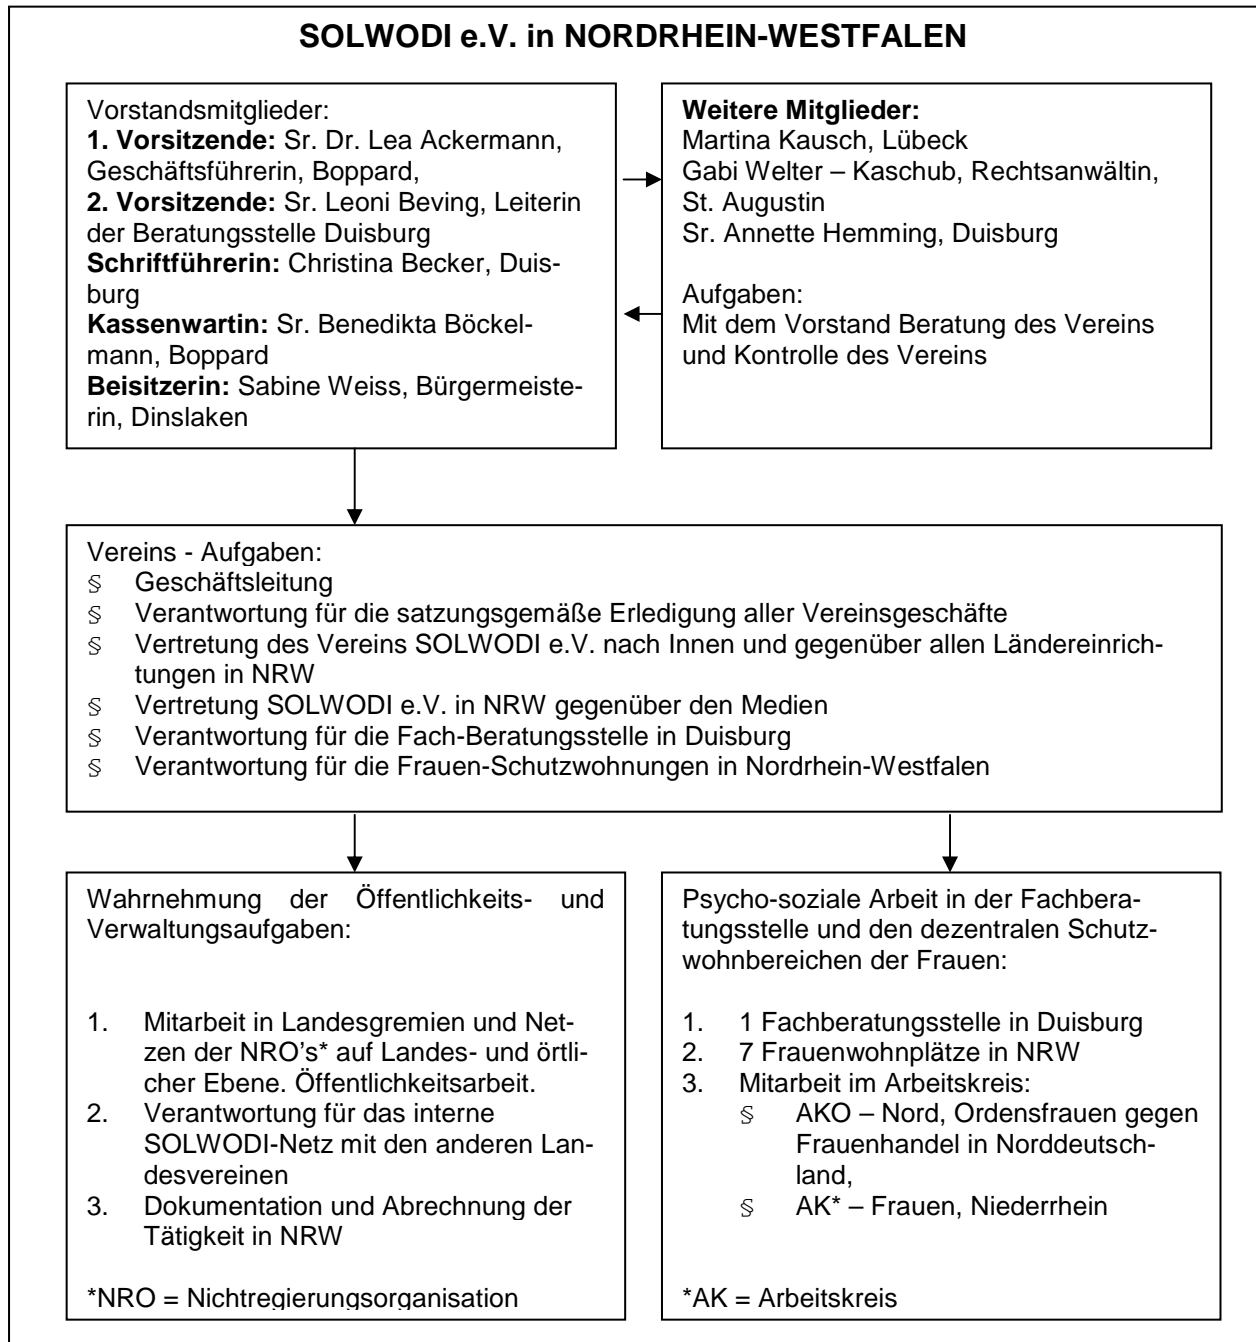 SOLWODI e.V. in NORDRHEIN-WESTFALEN
Vorstandsmitglieder:
1. Vorsitzende: Sr. Dr. Lea Ackermann,
Geschäftsführerin, Boppard,
2. Vorsitzende: Sr. Leoni Beving, Leiterin
der Beratungsstelle Duisburg
Schriftführerin: Christina Becker, Duis-
burg
Kassenwartin: Sr. Benedikta Böckel-
mann, Boppard
Beisitzerin: Sabine Weiss, Bürgermeiste-
rin, Dinslaken
Weitere Mitglieder:
Martina Kausch, Lübeck
Gabi Welter – Kaschub, Rechtsanwältin,
St. Augustin
Sr. Annette Hemming, Duisburg
Aufgaben:
Mit dem Vorstand Beratung des Vereins
und Kontrolle des Vereins
Vereins - Aufgaben:
§ Geschäftsleitung
§ Verantwortung für die satzungsgemäße Erledigung aller Vereinsgeschäfte
§ Vertretung des Vereins SOLWODI e.V. nach Innen und gegenüber allen Ländereinrich-
tungen in NRW
§ Vertretung SOLWODI e.V. in NRW gegenüber den Medien
§ Verantwortung für die Fach-Beratungsstelle in Duisburg
§ Verantwortung für die Frauen-Schutzwohnungen in Nordrhein-Westfalen
Wahrnehmung der Öffentlichkeits- und
Verwaltungsaufgaben:
1. Mitarbeit in Landesgremien und Net-
zen der NRO's* auf Landes- und örtli-
cher Ebene. Öffentlichkeitsarbeit.
2. Verantwortung für das interne
SOLWODI-Netz mit den anderen Lan-
desvereinen
3. Dokumentation und Abrechnung der
Tätigkeit in NRW
*NRO = Nichtregierungsorganisation
Psycho-soziale Arbeit in der Fachbera-
tungsstelle und den dezentralen Schutz-
wohnbereichen der Frauen:
1. 1 Fachberatungsstelle in Duisburg
2. 7 Frauenwohnplätze in NRW
3. Mitarbeit im Arbeitskreis:
§ AKO – Nord, Ordensfrauen gegen
Frauenhandel in Norddeutsch-
land,
§ AK* – Frauen, Niederrhein
*AK = Arbeitskreis